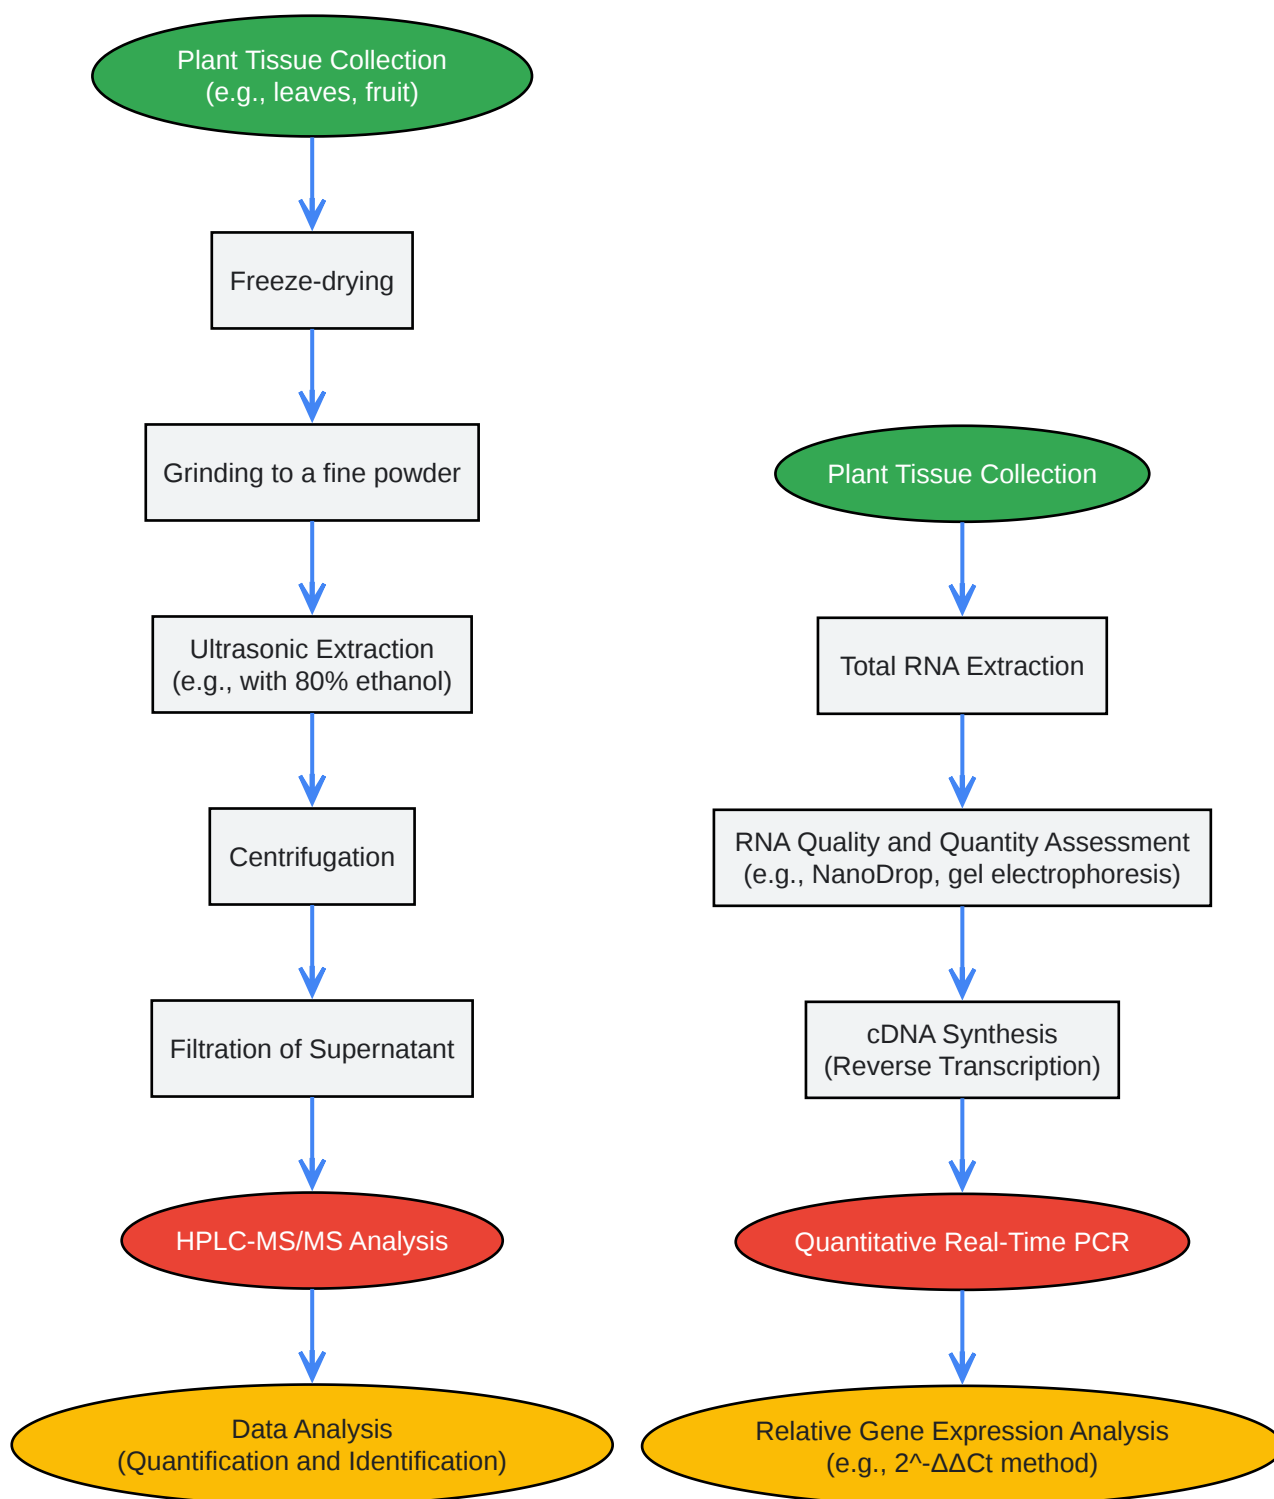 Plant Tissue Collection
(e.g., leaves, fruit)
Freeze-drying
Grinding to a fine powder
Ultrasonic Extraction
(e.g., with 80% ethanol)
Centrifugation
Filtration of Supernatant
HPLC-MS/MS Analysis
Data Analysis
(Quantification and Identification)
Plant Tissue Collection
Total RNA Extraction
RNA Quality and Quantity Assessment
(e.g., NanoDrop, gel electrophoresis)
cDNA Synthesis
(Reverse Transcription)
Quantitative Real-Time PCR
Relative Gene Expression Analysis
(e.g., 2^-ΔΔCt method)